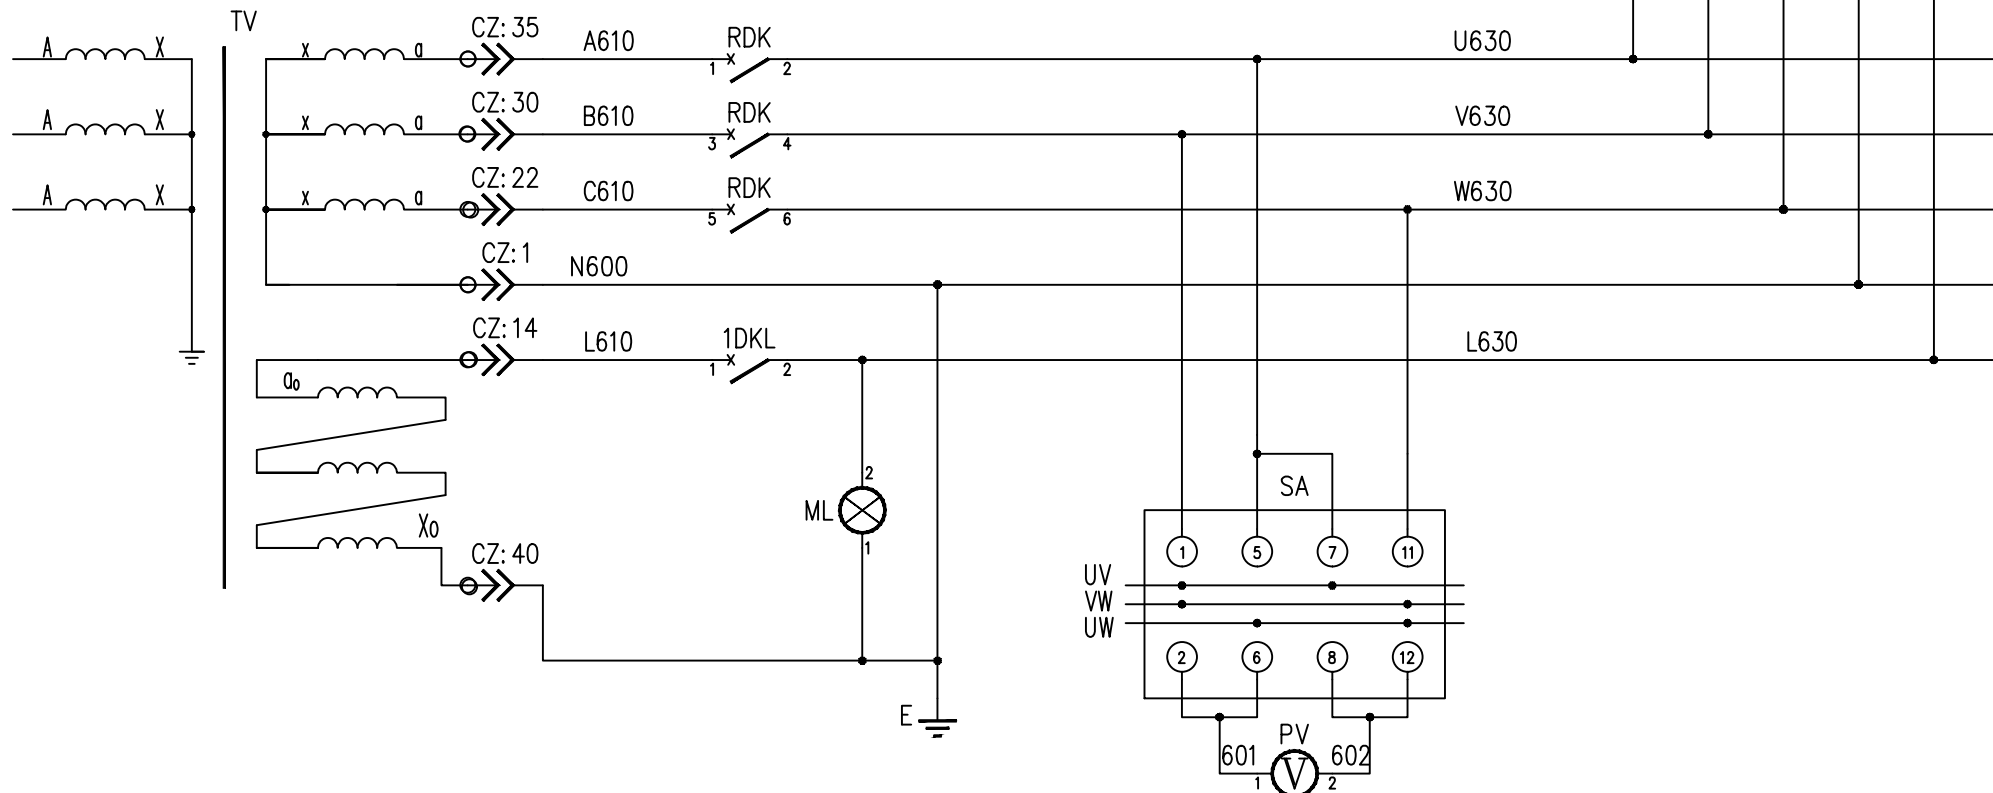 TV
A X x a CZ:35 A610 1 RDK 2 U630
A X x a CZ:30 B610 3 RDK 4 V630
A X x a CZ:22 C610 5 RDK 6 W630
CZ:1 N600
CZ:14 L610 1 1DKL 2 L630
a0
X0
CZ:40
2
ML
1
E
SA
1 5 7 11
UV
VW
UW
2 6 8 12
PV
601 602
1 V 2